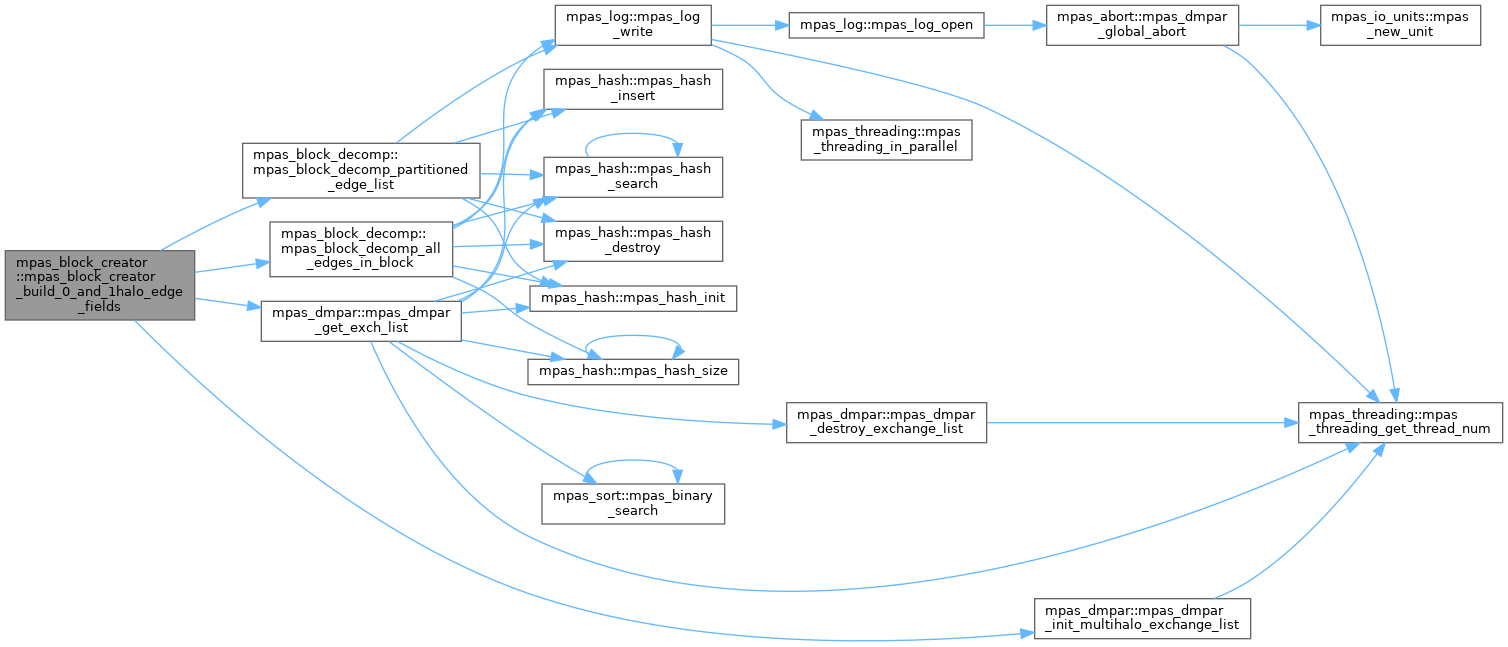 mpas_block_creator
::mpas_block_creator
_build_0_and_1halo_edge
_fields
mpas_block_decomp::
mpas_block_decomp_partitioned
_edge_list
mpas_block_decomp::
mpas_block_decomp_all
_edges_in_block
mpas_dmpar::mpas_dmpar
_get_exch_list
mpas_log::mpas_log
_write
mpas_hash::mpas_hash
_insert
mpas_hash::mpas_hash
_search
mpas_hash::mpas_hash
_destroy
mpas_hash::mpas_hash_init
mpas_hash::mpas_hash_size
mpas_sort::mpas_binary
_search
mpas_log::mpas_log_open
mpas_threading::mpas
_threading_in_parallel
mpas_dmpar::mpas_dmpar
_destroy_exchange_list
mpas_abort::mpas_dmpar
_global_abort
mpas_dmpar::mpas_dmpar
_init_multihalo_exchange_list
mpas_io_units::mpas
_new_unit
mpas_threading::mpas
_threading_get_thread_num